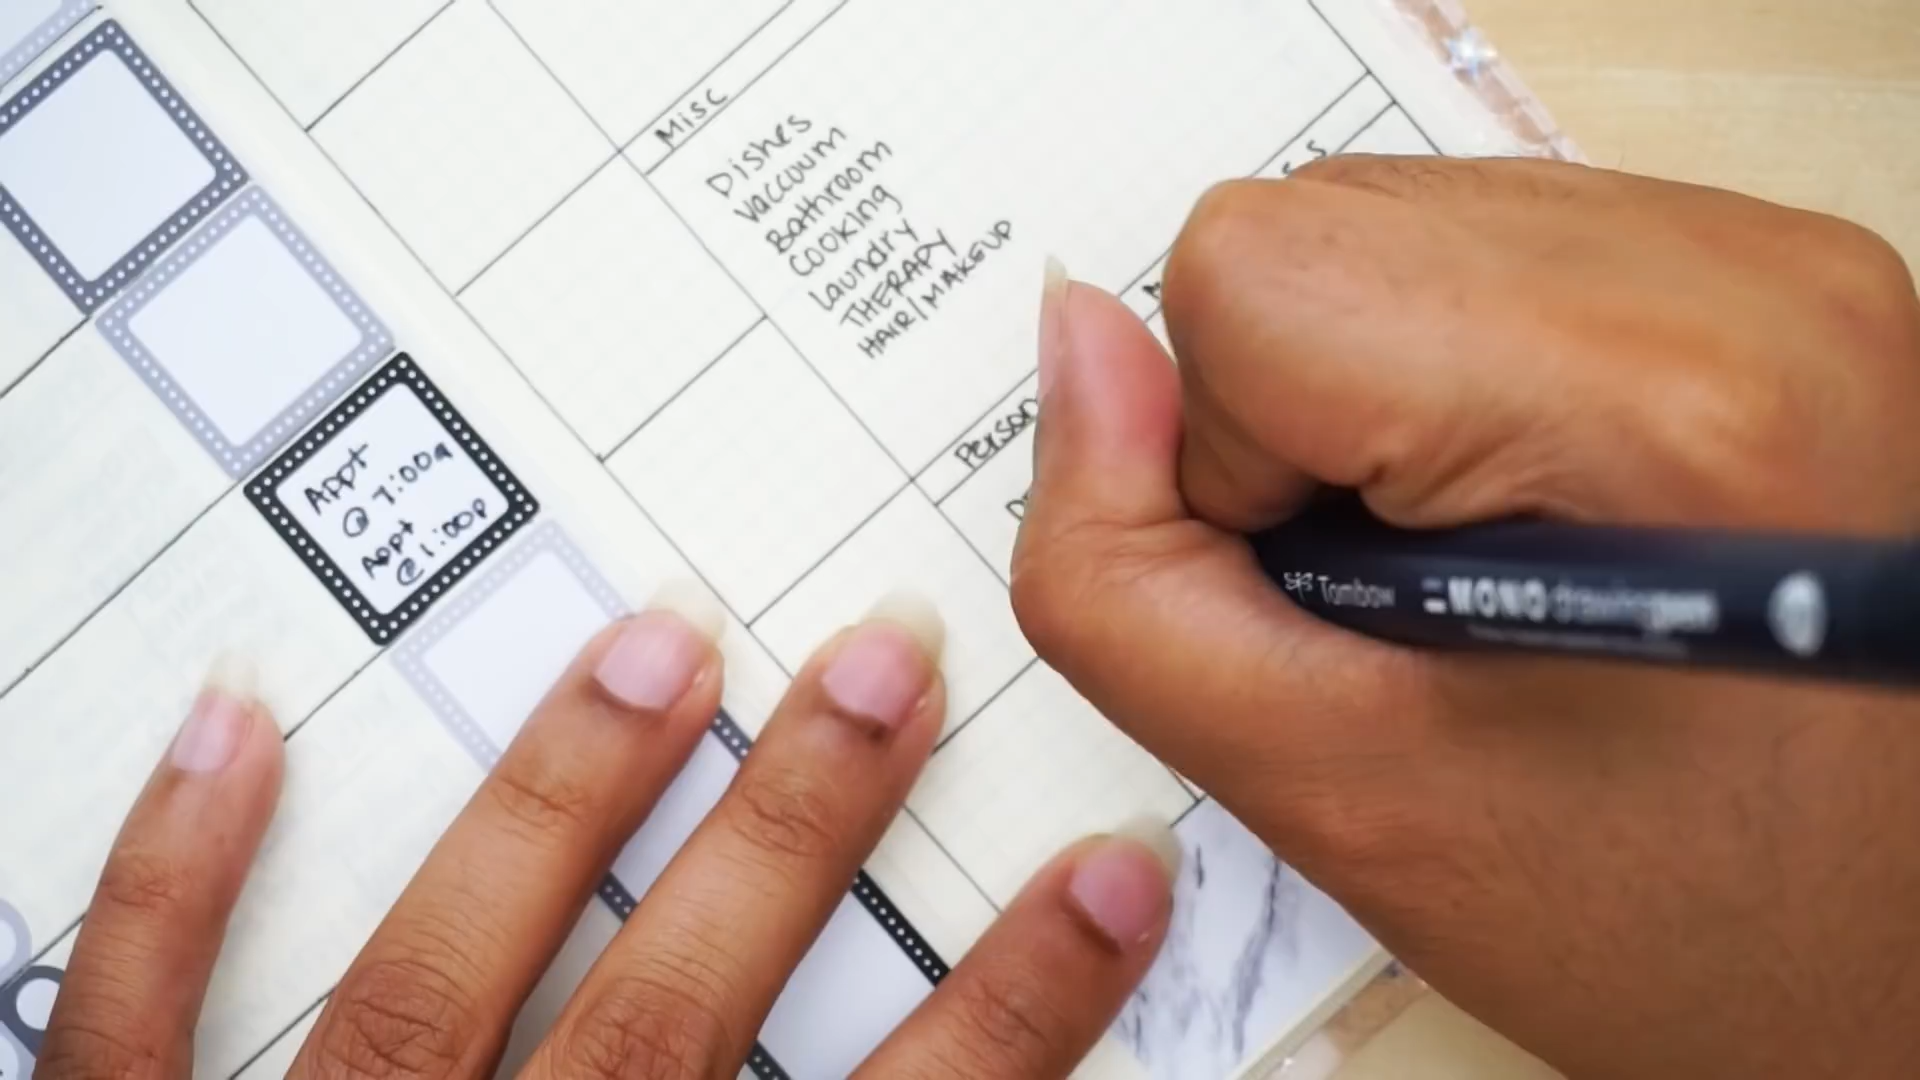 Misc
Dishes
vaccuum
Bathroom
cooking
laundry
THERAPY
HAIR/MAKEUP
Appt
@ 7:00a
Appt
@ 1:00p
Tombow MONO drawing pen